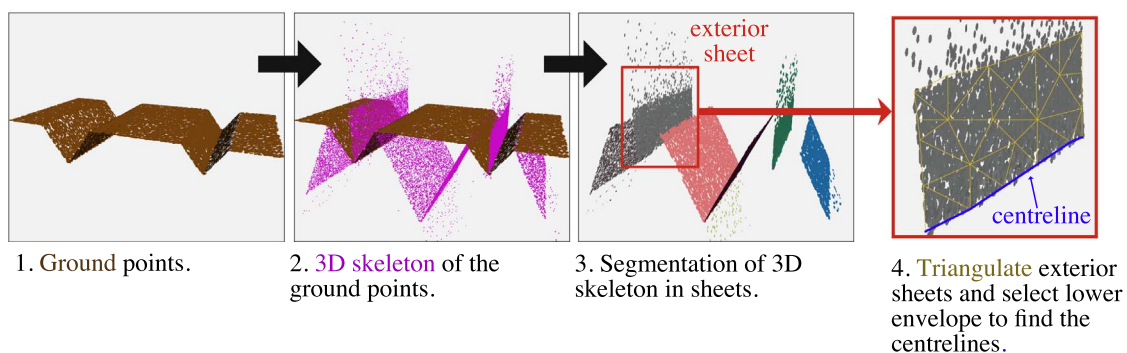 exterior
sheet
centreline
1. Ground points.
2. 3D skeleton of the
ground points.
3. Segmentation of 3D
skeleton in sheets.
4. Triangulate exterior
sheets and select lower
envelope to find the
centrelines.